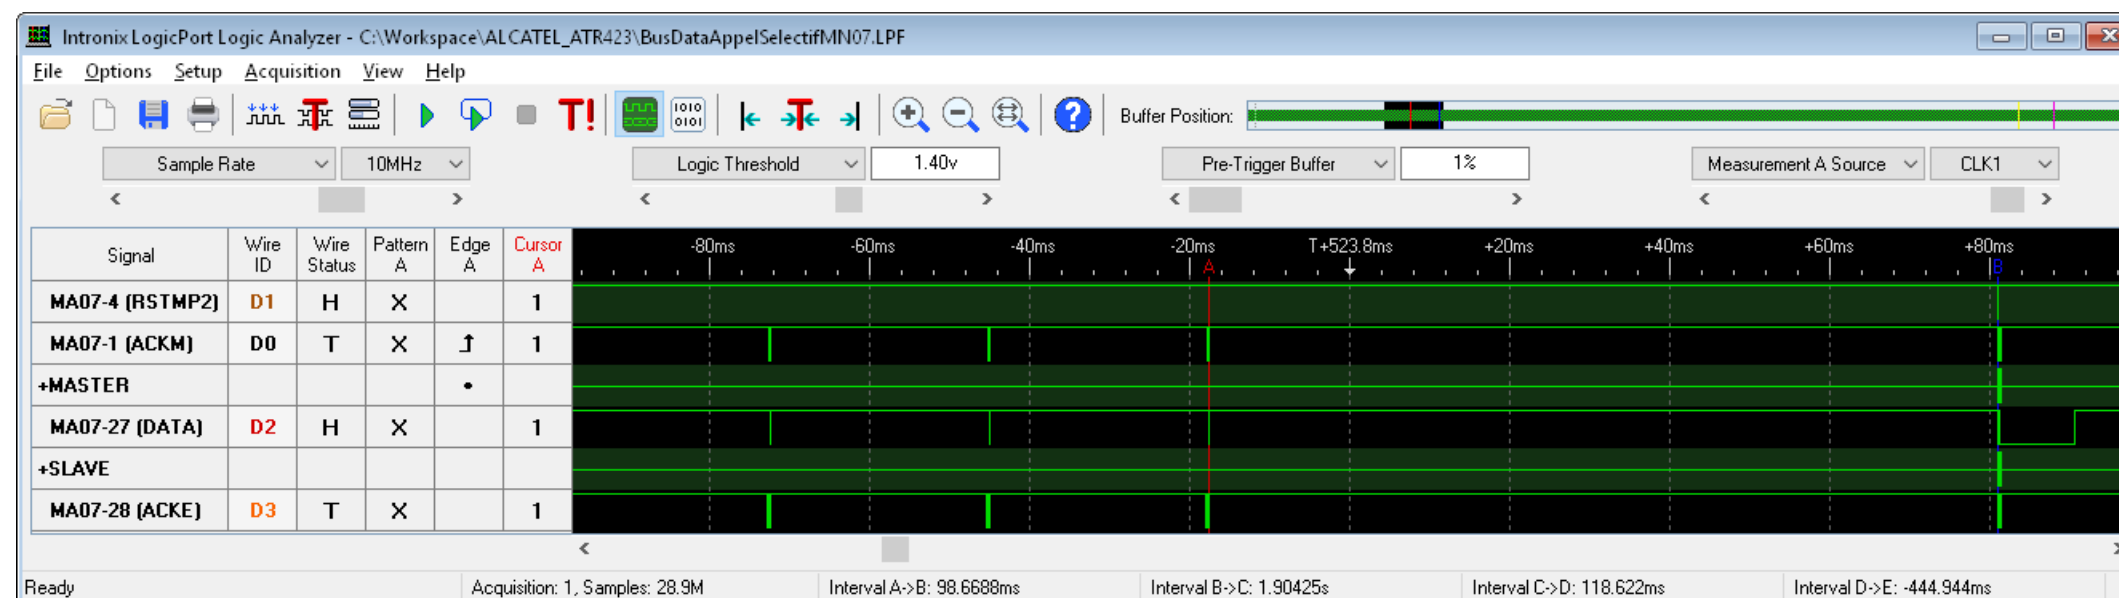 Intronix LogicPort Logic Analyzer - C:\Workspace\ALCATEL_ATR423\BusDataAppelSelectifMN07.LPF
File Options Setup Acquisition View Help
T! 1010 0101 ? Buffer Position:
Sample Rate 10MHz Logic Threshold 1.40v Pre-Trigger Buffer 1% Measurement A Source CLK1
Signal Wire ID Wire Status Pattern A Edge A Cursor A -80ms -60ms -40ms -20ms T+523.8ms +20ms +40ms +60ms +80ms
A B
MA07-4 (RSTMP2) D1 H X 1
MA07-1 (ACKM) D0 T X 1
+MASTER
MA07-27 (DATA) D2 H X 1
+SLAVE
MA07-28 (ACKE) D3 T X 1
Ready Acquisition: 1, Samples: 28.9M Interval A->B: 98.6688ms Interval B->C: 1.90425s Interval C->D: 118.622ms Interval D->E: -444.944ms